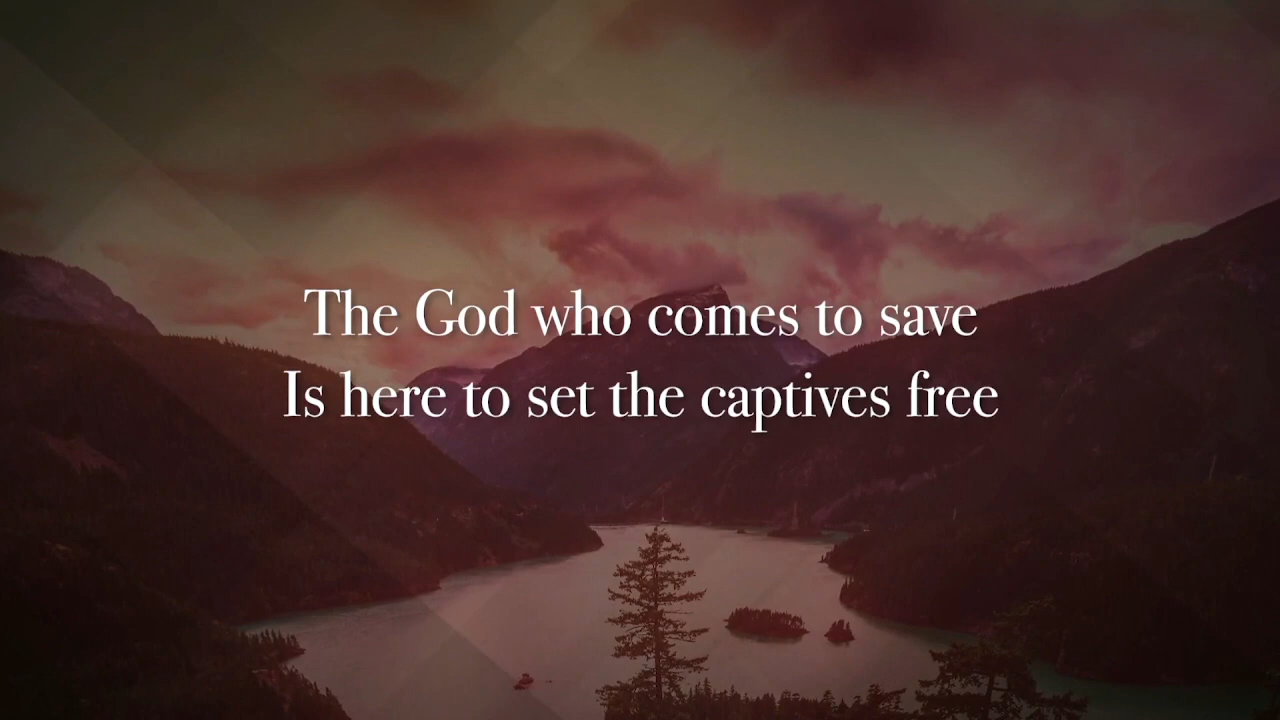 The God who comes to save
Is here to set the captives free